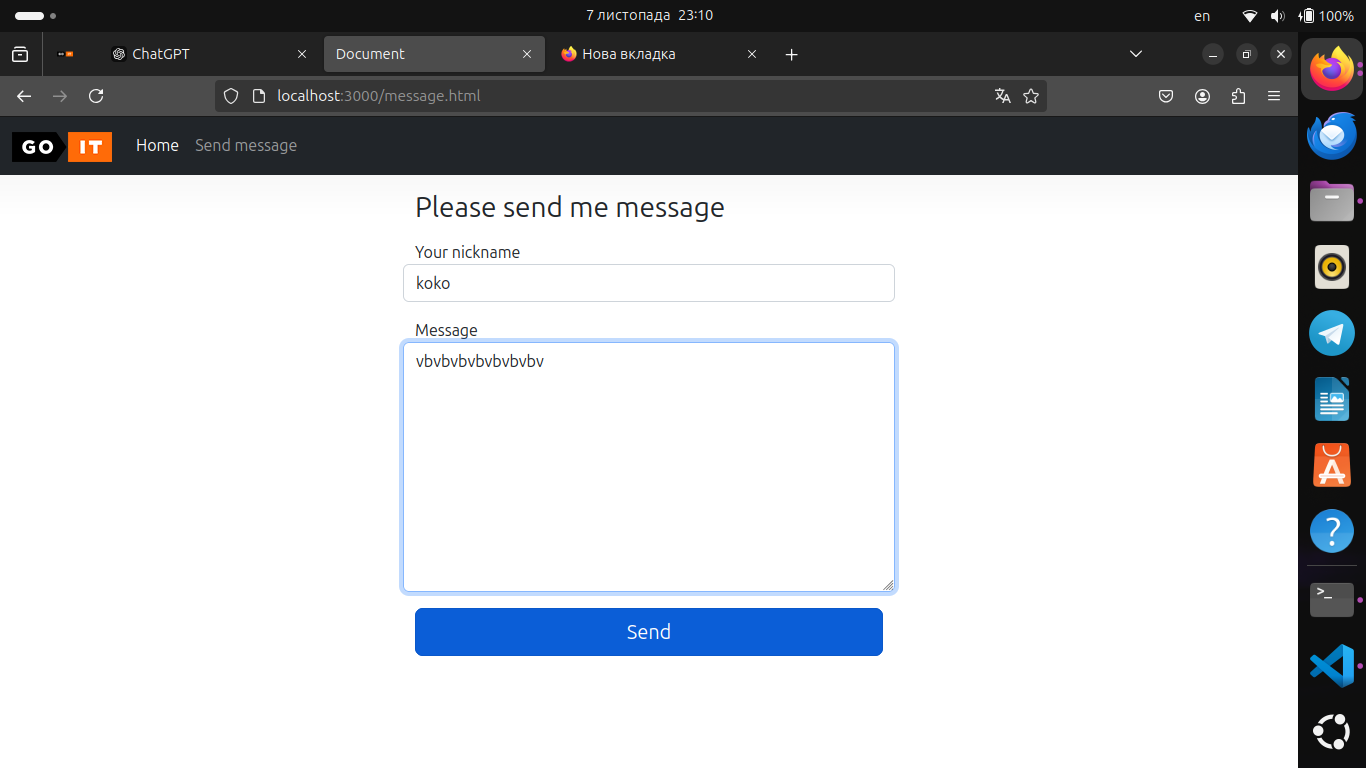 7 листопада 23:10
en
100%
ChatGPT
Document
Нова вкладка
localhost:3000/message.html
GO IT
Home
Send message
Please send me message
Your nickname
koko
Message
vbvbvbvbvbvbvbv
Send